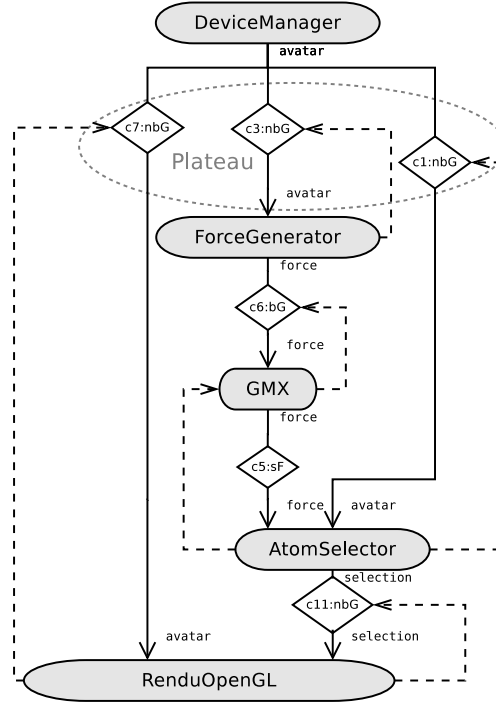 DeviceManager
avatar
c7:nbG
c3:nbG
c1:nbG
Plateau
avatar
ForceGenerator
force
c6:bG
force
GMX
force
c5:sF
force
avatar
AtomSelector
selection
c11:nbG
avatar
selection
RenduOpenGL